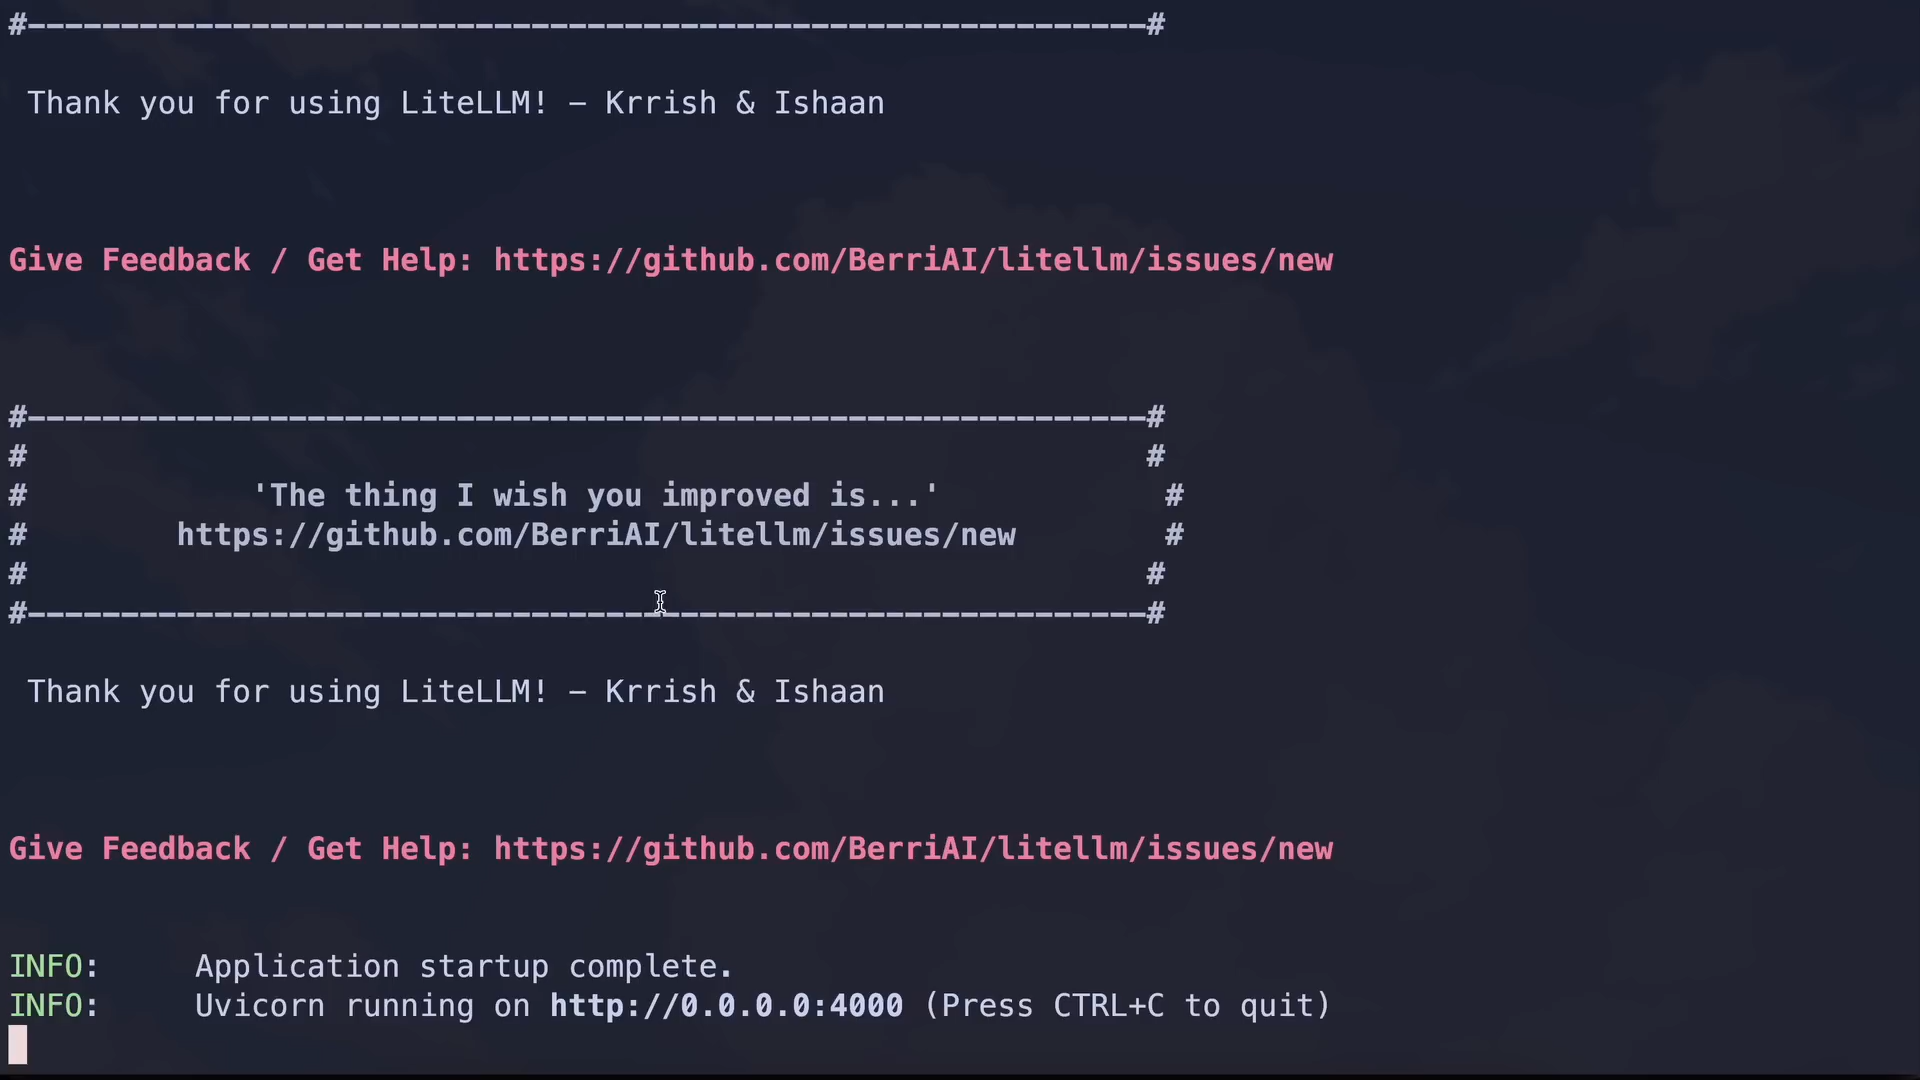 #------------------------------------------------------------#
Thank you for using LiteLLM! - Krrish & Ishaan
Give Feedback / Get Help: https://github.com/BerriAI/litellm/issues/new
#------------------------------------------------------------#
# #
# 'The thing I wish you improved is...' #
# https://github.com/BerriAI/litellm/issues/new #
# #
#------------------------------------------------------------#
Thank you for using LiteLLM! - Krrish & Ishaan
Give Feedback / Get Help: https://github.com/BerriAI/litellm/issues/new
INFO: Application startup complete.
INFO: Uvicorn running on http://0.0.0.0:4000 (Press CTRL+C to quit)